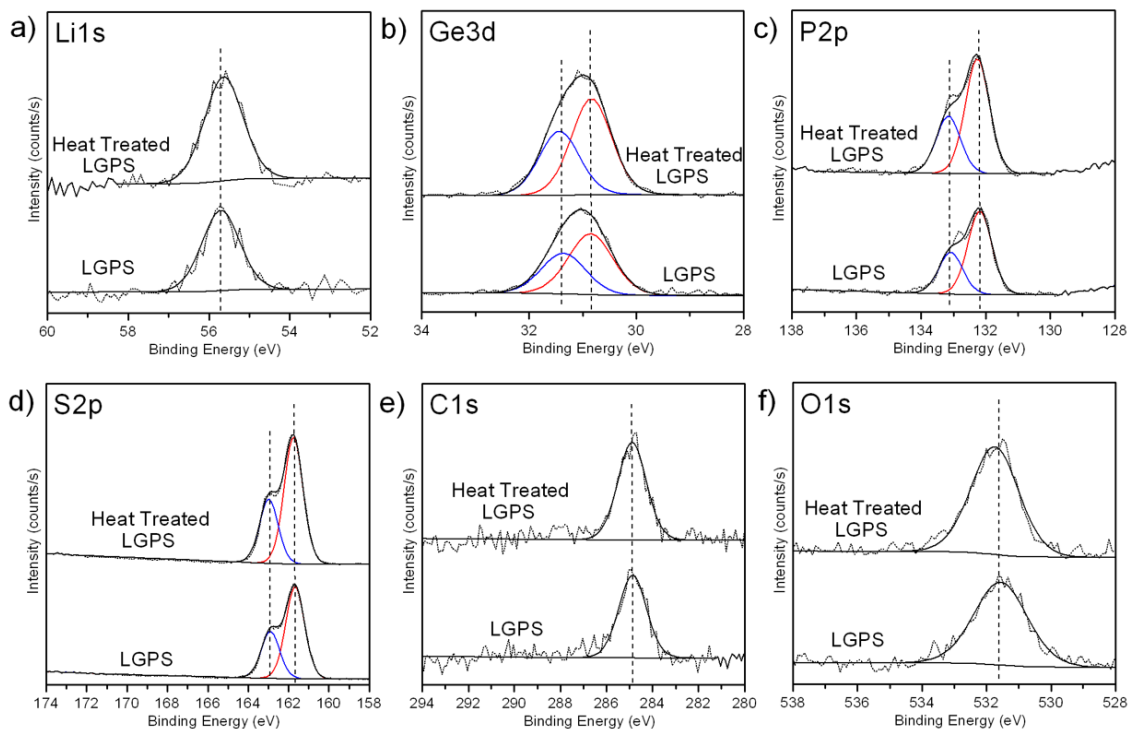 a) Li1s
Intensity (counts/s)
Heat Treated
LGPS
LGPS
60 58 56 54 52
Binding Energy (eV)
b) Ge3d
Intensity (counts/s)
Heat Treated
LGPS
LGPS
34 32 30 28
Binding Energy (eV)
c) P2p
Intensity (counts/s)
Heat Treated
LGPS
LGPS
138 136 134 132 130 128
Binding Energy (eV)
d) S2p
Intensity (counts/s)
Heat Treated
LGPS
LGPS
174 172 170 168 166 164 162 160 158
Binding Energy (eV)
e) C1s
Intensity (counts/s)
Heat Treated
LGPS
LGPS
294 292 290 288 286 284 282 280
Binding Energy (eV)
f) O1s
Intensity (counts/s)
Heat Treated
LGPS
LGPS
538 536 534 532 530 528
Binding Energy (eV)